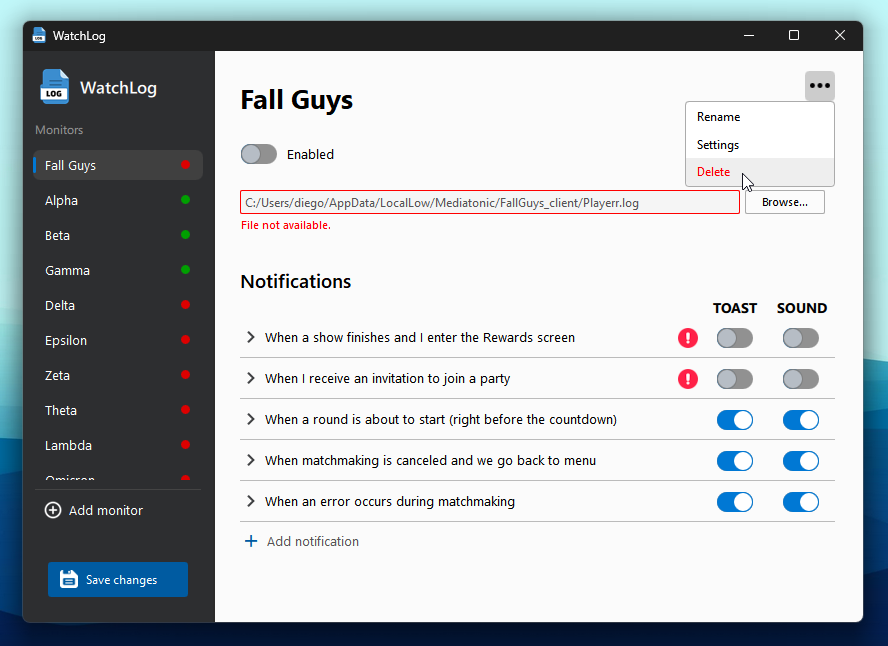 WatchLog
LOG
WatchLog
Monitors
Fall Guys
Alpha
Beta
Gamma
Delta
Epsilon
Zeta
Theta
Lambda
Omicron
Add monitor
Save changes
Fall Guys
Rename
Settings
Delete
Enabled
C:/Users/diego/AppData/LocalLow/Mediatonic/FallGuys_client/Playerr.log
Browse...
File not available.
Notifications
TOAST SOUND
When a show finishes and I enter the Rewards screen
When I receive an invitation to join a party
When a round is about to start (right before the countdown)
When matchmaking is canceled and we go back to menu
When an error occurs during matchmaking
Add notification